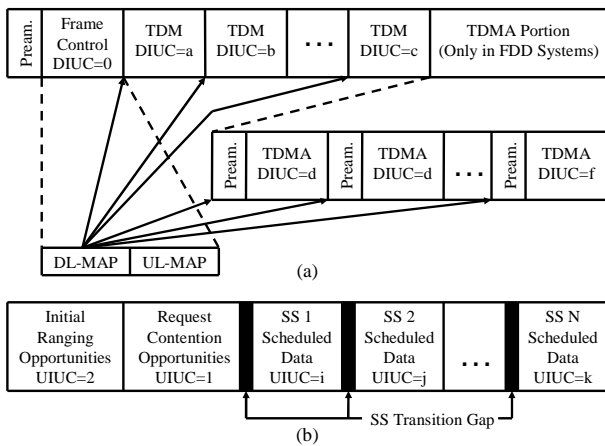 Pream.
Frame
Control
DIUC=0
TDM
DIUC=a
TDM
DIUC=b
...
TDM
DIUC=c
TDMA Portion
(Only in FDD Systems)
Pream.
TDMA
DIUC=d
Pream.
TDMA
DIUC=d
...
Pream.
TDMA
DIUC=f
DL-MAP
UL-MAP
(a)
Initial
Ranging
Opportunities
UIUC=2
Request
Contention
Opportunities
UIUC=1
SS 1
Scheduled
Data
UIUC=i
SS 2
Scheduled
Data
UIUC=j
...
SS N
Scheduled
Data
UIUC=k
SS Transition Gap
(b)